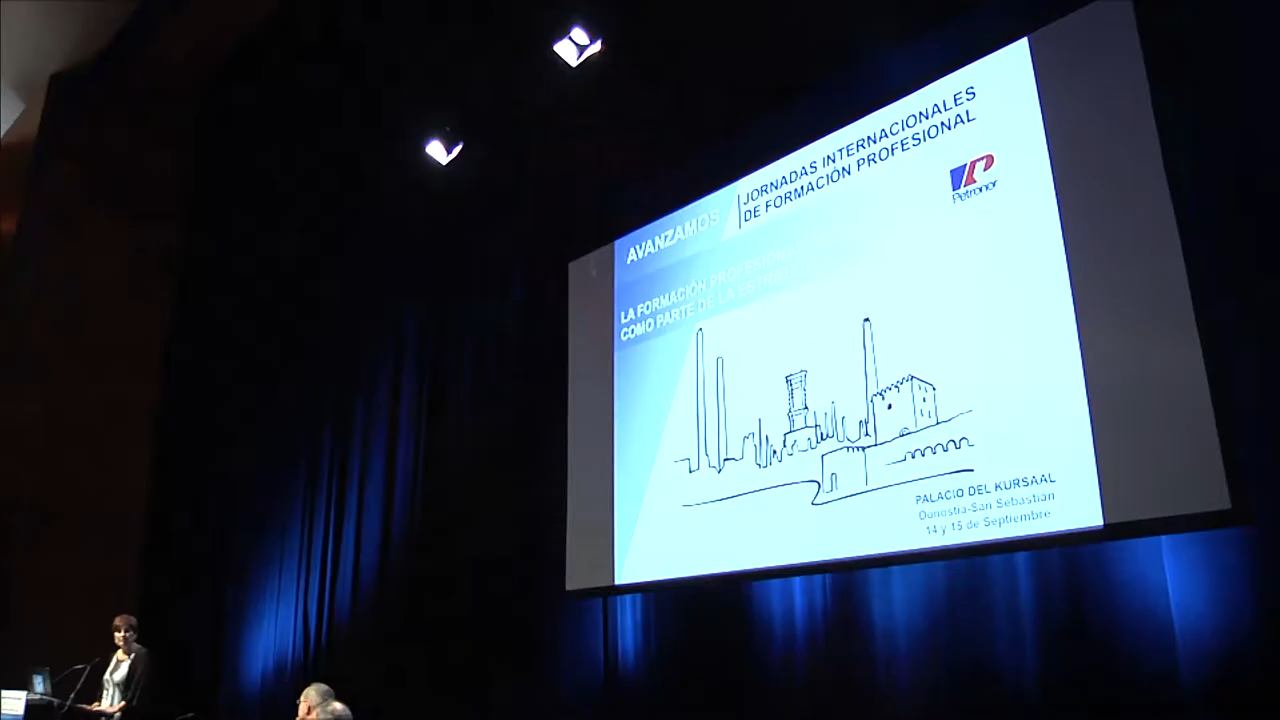 AVANZAMOS
JORNADAS INTERNACIONALES
DE FORMACIÓN PROFESIONAL
Petronor
LA FORMACIÓN PROFESIONAL
COMO PARTE DE LA
PALACIO DEL KURSAAL
Donostia-San Sebastián
14 y 15 de Septiembre